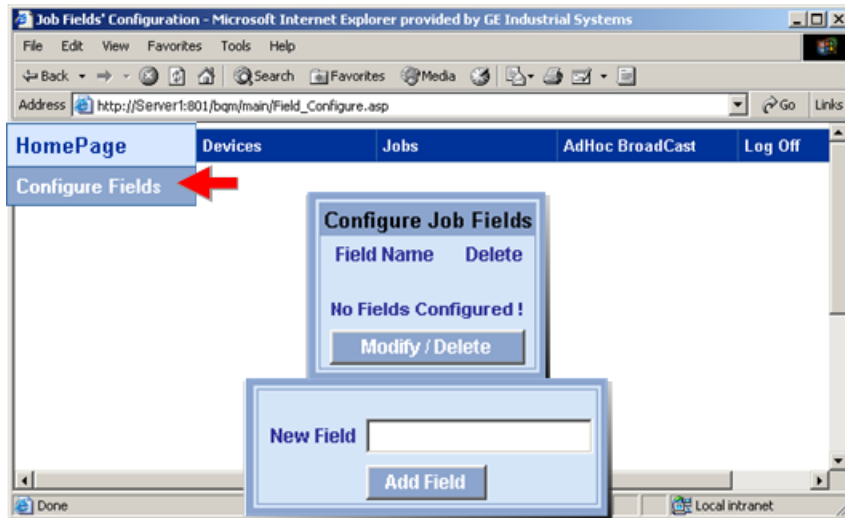 Job Fields' Configuration - Microsoft Internet Explorer provided by GE Industrial Systems
File Edit View Favorites Tools Help
Back Search Favorites Media
Address http://Server1:801/bqm/main/Field_Configure.asp Go Links
HomePage Devices Jobs AdHoc BroadCast Log Off
Configure Fields
Configure Job Fields
Field Name Delete
No Fields Configured !
Modify / Delete
New Field
Add Field
Done Local intranet